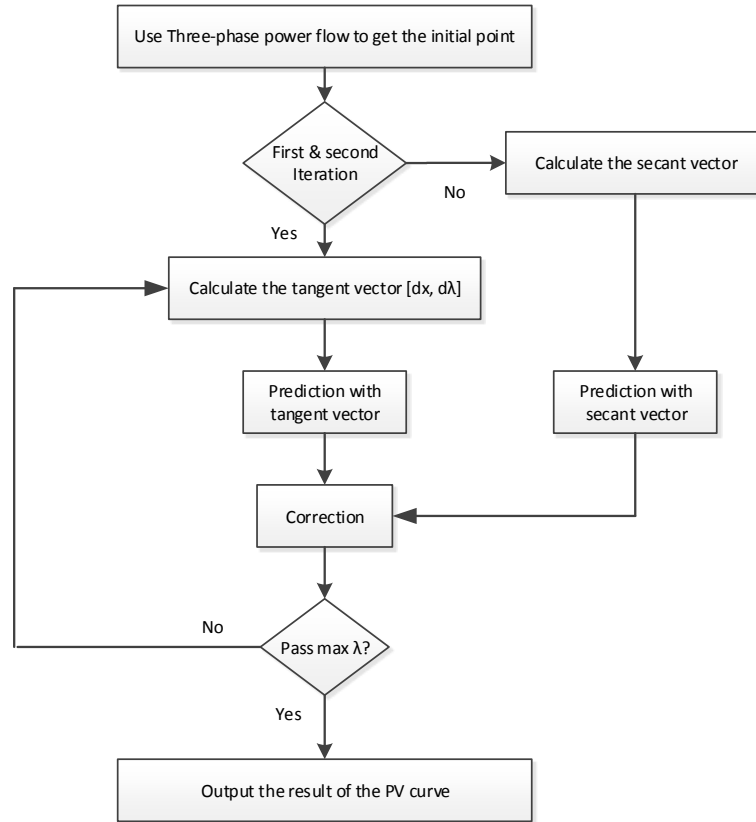 Use Three-phase power flow to get the initial point
First & second
Iteration
No
Calculate the secant vector
Yes
Calculate the tangent vector [dx, dλ]
Prediction with
tangent vector
Prediction with
secant vector
Correction
No
Pass max λ?
Yes
Output the result of the PV curve